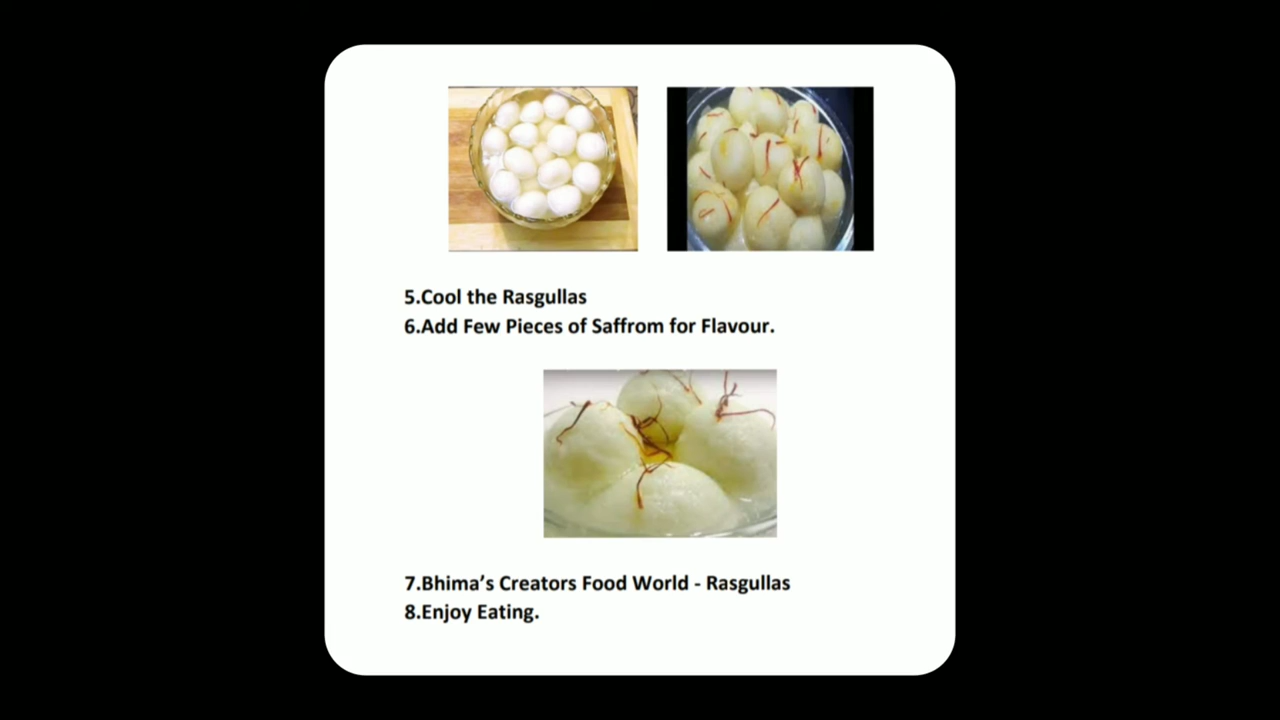 5.Cool the Rasgullas
6.Add Few Pieces of Saffrom for Flavour.
7.Bhima’s Creators Food World - Rasgullas
8.Enjoy Eating.